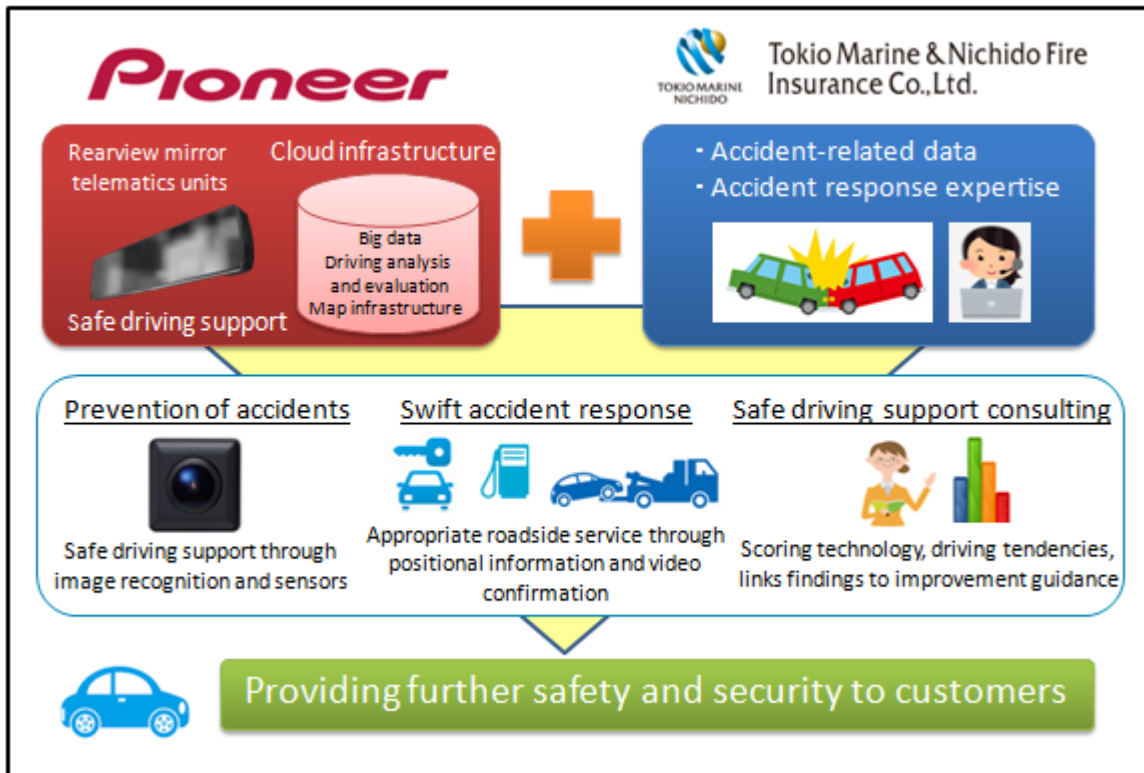 Pioneer
TOKIO MARINE
NICHIDO
Tokio Marine & Nichido Fire
Insurance Co.,Ltd.
Rearview mirror
telematics units
Cloud infrastructure
Big data
Driving analysis
and evaluation
Map infrastructure
Safe driving support
· Accident-related data
· Accident response expertise
Prevention of accidents
Safe driving support through
image recognition and sensors
Swift accident response
Appropriate roadside service through
positional information and video
confirmation
Safe driving support consulting
Scoring technology, driving tendencies,
links findings to improvement guidance
Providing further safety and security to customers